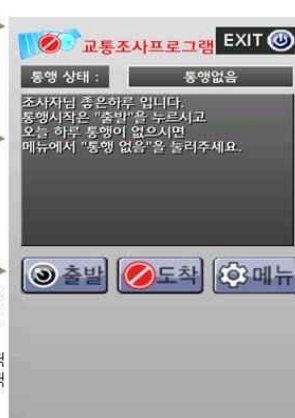 교통조사프로그램 EXIT
통행 상태 : 통행없음
조사자님 좋은하루 입니다.
통행시작은 "출발"을 누르시고
오늘 하루 통행이 없으시면
메뉴에서 "통행 없음"을 눌러주세요.
출발 도착 메뉴